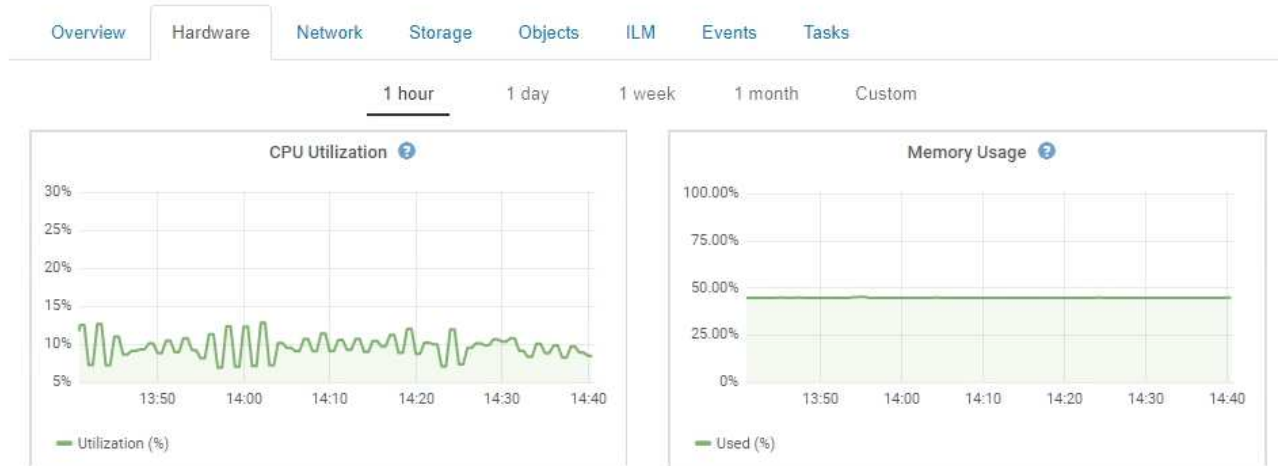 Overview Hardware Network Storage Objects ILM Events Tasks
1 hour 1 day 1 week 1 month Custom
CPU Utilization ?
30%
25%
20%
15%
10%
5%
13:50 14:00 14:10 14:20 14:30 14:40
Utilization (%)
Memory Usage ?
100.00%
75.00%
50.00%
25.00%
0%
13:50 14:00 14:10 14:20 14:30 14:40
Used (%)